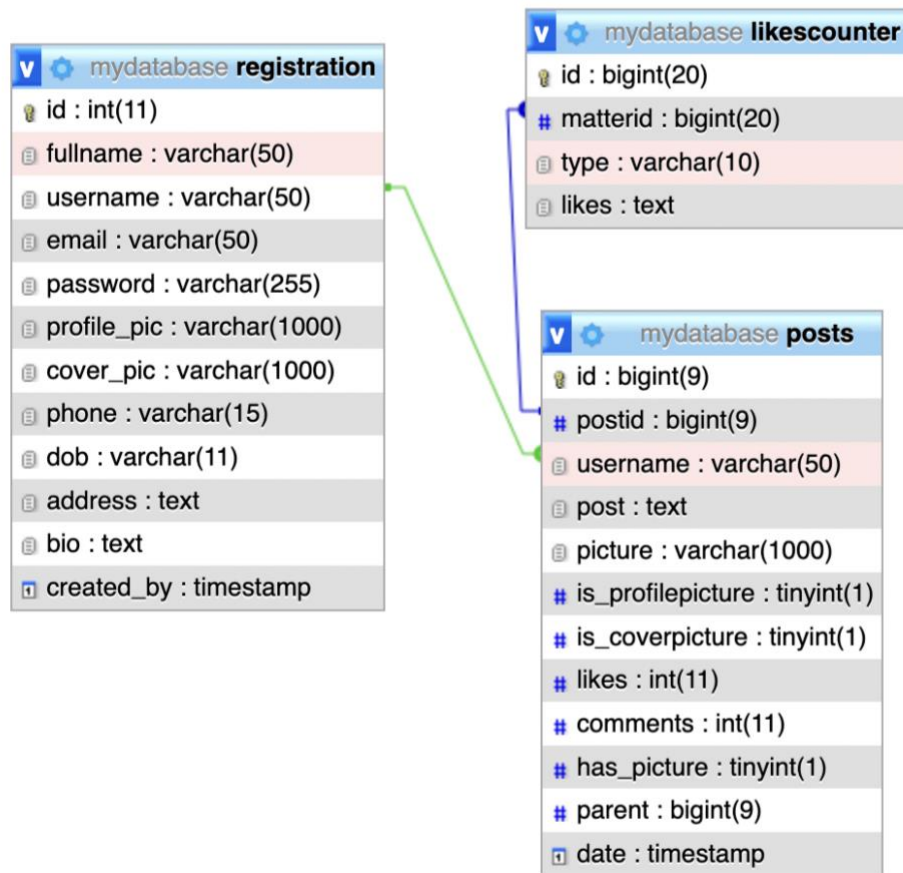 mydatabase registration
id : int(11)
fullname : varchar(50)
username : varchar(50)
email : varchar(50)
password : varchar(255)
profile_pic : varchar(1000)
cover_pic : varchar(1000)
phone : varchar(15)
dob : varchar(11)
address : text
bio : text
created_by : timestamp
mydatabase likescounter
id : bigint(20)
matterid : bigint(20)
type : varchar(10)
likes : text
mydatabase posts
id : bigint(9)
postid : bigint(9)
username : varchar(50)
post : text
picture : varchar(1000)
is_profilepicture : tinyint(1)
is_coverpicture : tinyint(1)
likes : int(11)
comments : int(11)
has_picture : tinyint(1)
parent : bigint(9)
date : timestamp